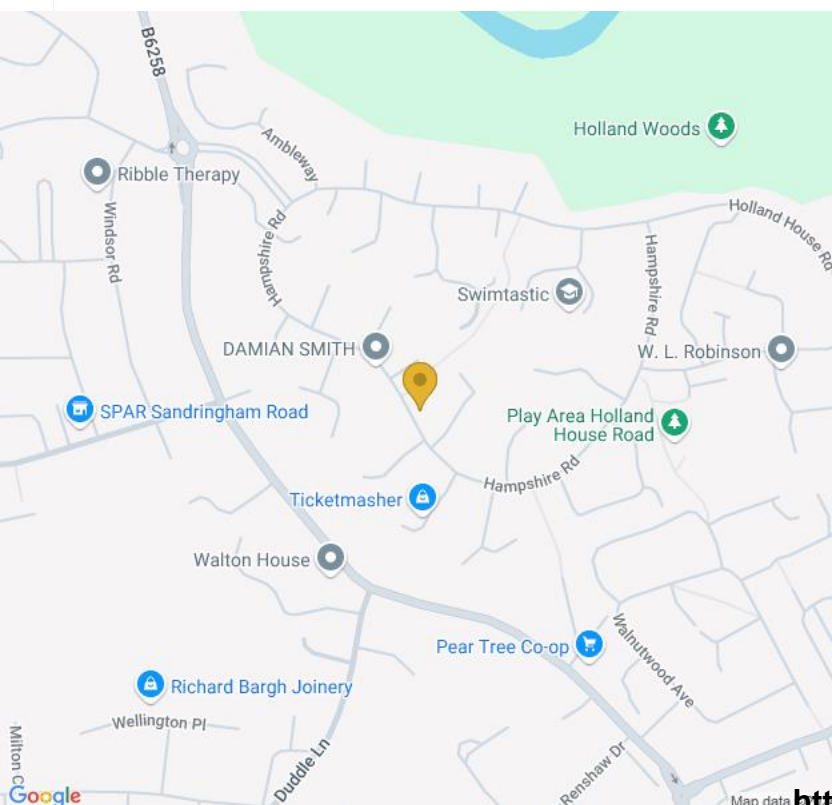 B6258
Holland Woods
Ambleway
Ribble Therapy
Windsor Rd
Hampshire Rd
Holland House Rd
Hampshire Rd
Swimtastic
DAMIAN SMITH
W. L. Robinson
SPAR Sandringham Road
Play Area Holland
House Road
Hampshire Rd
Ticketmasher
Walton House
Pear Tree Co-op
Walnutwood Ave
Richard Bargh Joinery
Wellington Pl
Milton
Duddle Ln
Renshaw Dr
Google
Map data